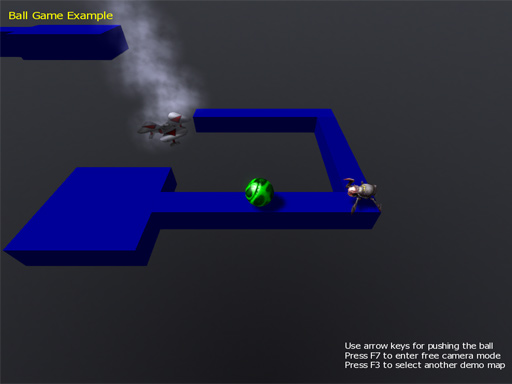 Ball Game Example
Use arrow keys for pushing the ball
Press F7 to enter free camera mode
Press F3 to select another demo map